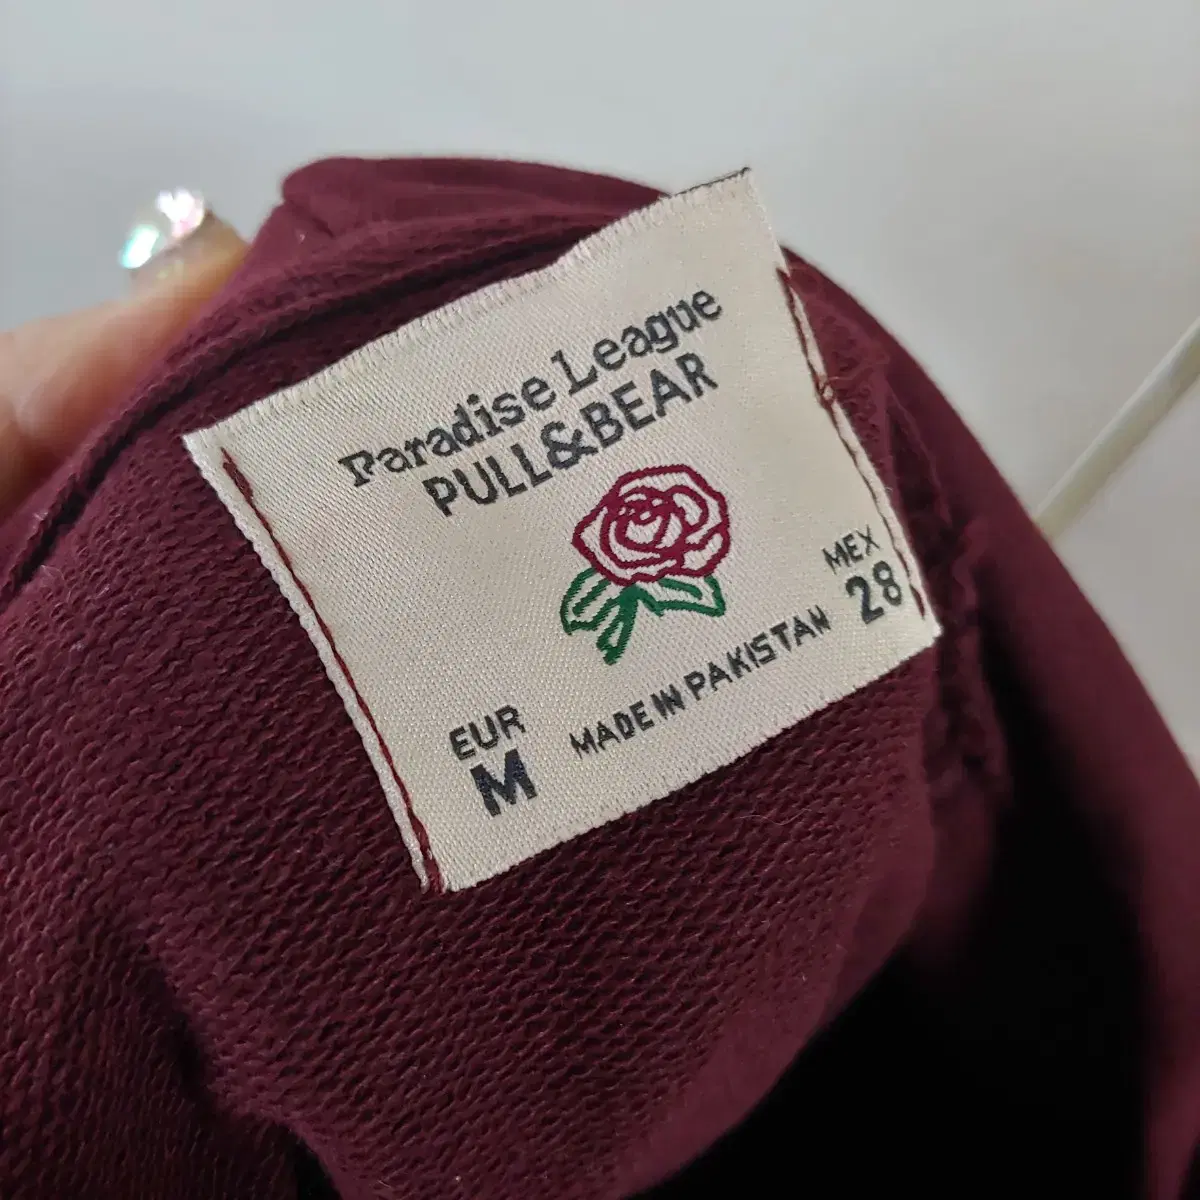 Paradise League
PULL&BEAR
EUR
M
MADE IN PAKISTAN
MEX
28